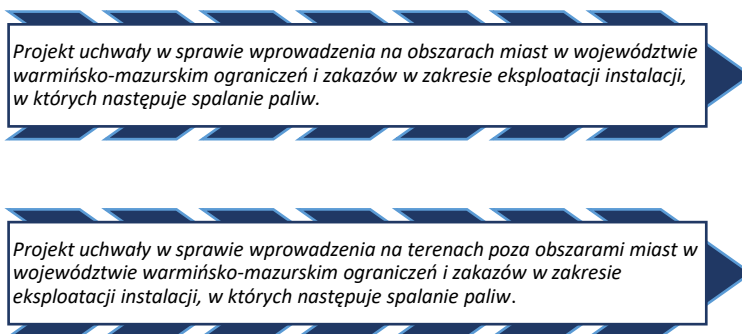 Projekt uchwały w sprawie wprowadzenia na obszarach miast w województwie
warmińsko-mazurskim ograniczeń i zakazów w zakresie eksploatacji instalacji,
w których następuje spalanie paliw.
Projekt uchwały w sprawie wprowadzenia na terenach poza obszarami miast w
województwie warmińsko-mazurskim ograniczeń i zakazów w zakresie
eksploatacji instalacji, w których następuje spalanie paliw.